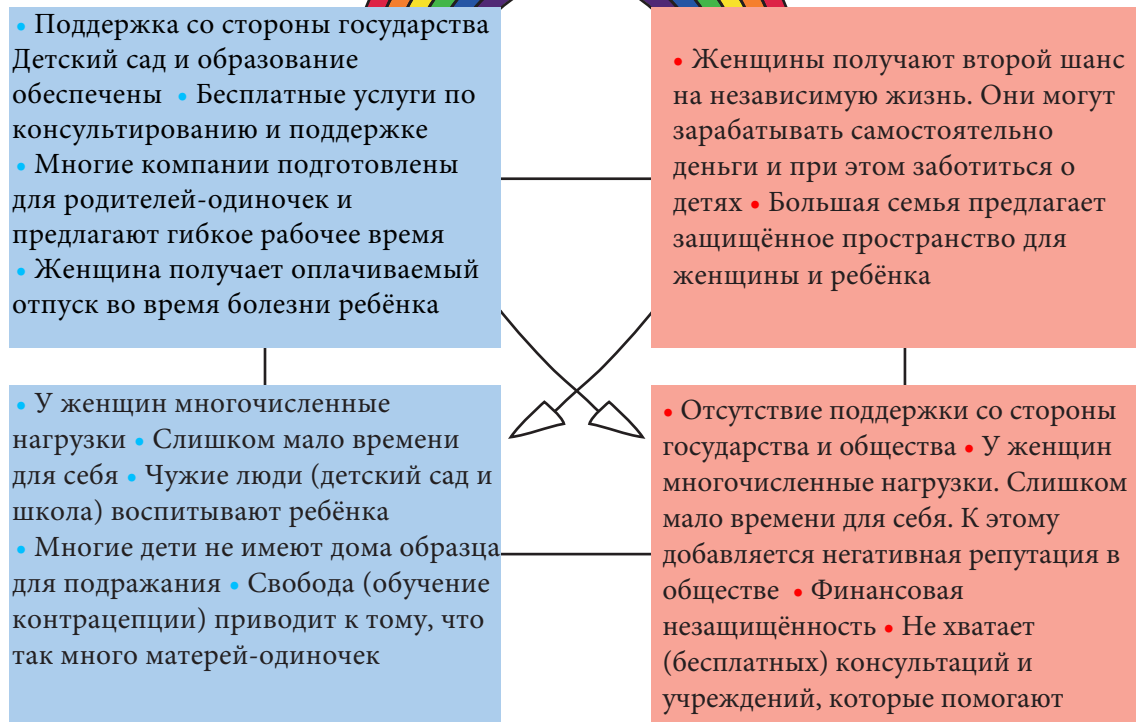 • Поддержка со стороны государства
Детский сад и образование
обеспечены • Бесплатные услуги по
консультированию и поддержке
• Многие компании подготовлены
для родителей-одиночек и
предлагают гибкое рабочее время
• Женщина получает оплачиваемый
отпуск во время болезни ребёнка
• Женщины получают второй шанс
на независимую жизнь. Они могут
зарабатывать самостоятельно
деньги и при этом заботиться о
детях • Большая семья предлагает
защищённое пространство для
женщины и ребёнка
• У женщин многочисленные
нагрузки • Слишком мало времени
для себя • Чужие люди (детский сад и
школа) воспитывают ребёнка
• Многие дети не имеют дома образца
для подражания • Свобода (обучение
контрацепции) приводит к тому, что
так много матерей-одиночек
• Отсутствие поддержки со стороны
государства и общества • У женщин
многочисленные нагрузки. Слишком
мало времени для себя. К этому
добавляется негативная репутация в
обществе • Финансовая
незащищённость • Не хватает
(бесплатных) консультаций и
учреждений, которые помогают